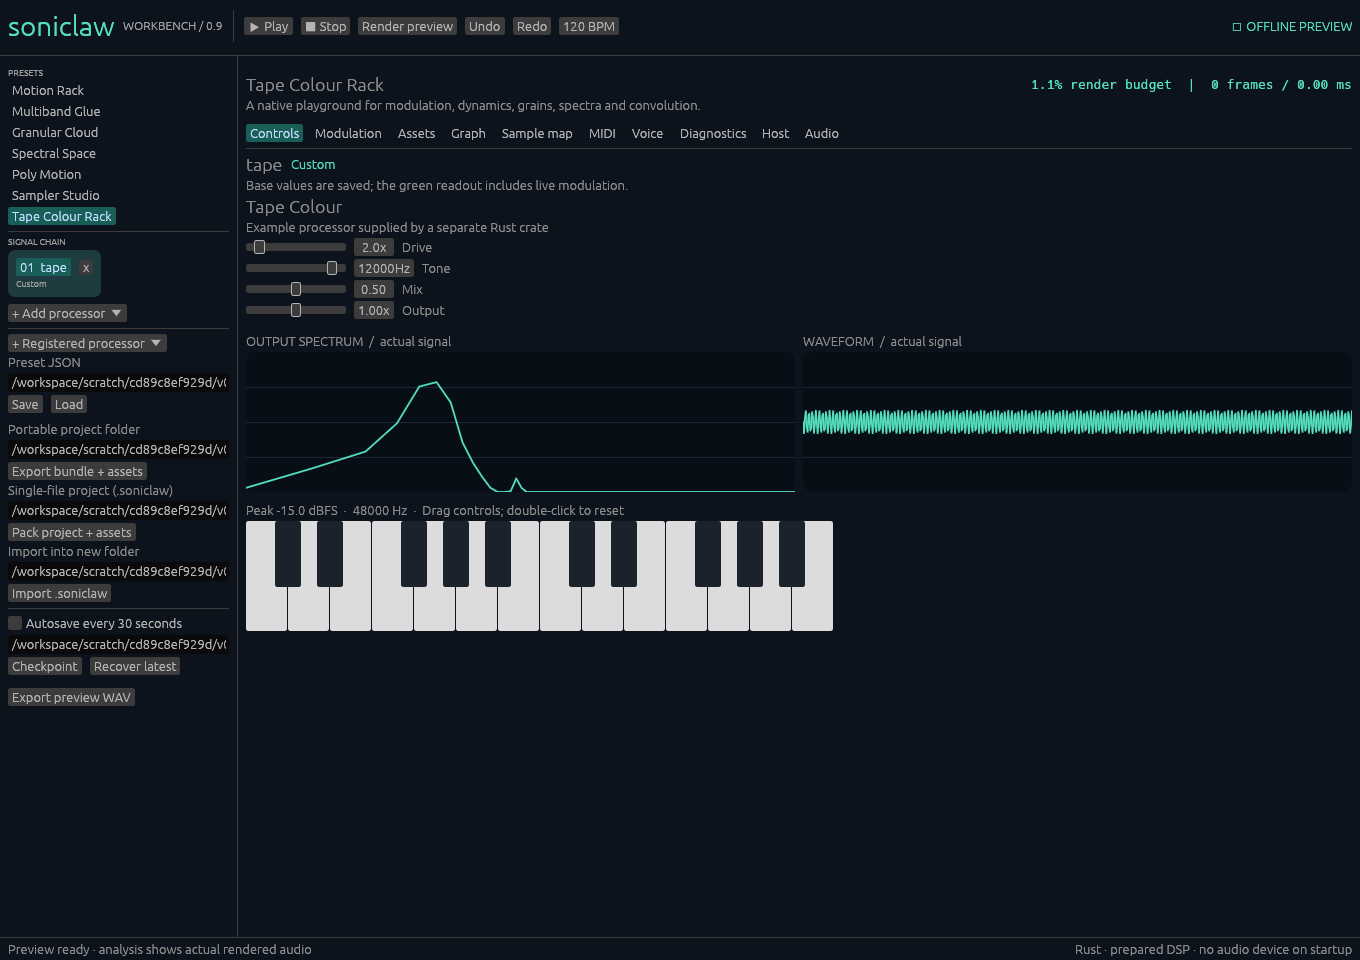 soniclaw WORKBENCH / 0.9 ▶ Play ■ Stop Render preview Undo Redo 120 BPM OFFLINE PREVIEW
PRESETS
Motion Rack
Multiband Glue
Granular Cloud
Spectral Space
Poly Motion
Sampler Studio
Tape Colour Rack
SIGNAL CHAIN
01 tape x
Custom
+ Add processor
+ Registered processor
Preset JSON
/workspace/scratch/cd89c8ef929d/v0
Save Load
Portable project folder
/workspace/scratch/cd89c8ef929d/v0
Export bundle + assets
Single-file project (.soniclaw)
/workspace/scratch/cd89c8ef929d/v0
Pack project + assets
Import into new folder
/workspace/scratch/cd89c8ef929d/v0
Import .soniclaw
Autosave every 30 seconds
/workspace/scratch/cd89c8ef929d/v0
Checkpoint Recover latest
Export preview WAV
Tape Colour Rack 1.1% render budget | 0 frames / 0.00 ms
A native playground for modulation, dynamics, grains, spectra and convolution.
Controls Modulation Assets Graph Sample map MIDI Voice Diagnostics Host Audio
tape Custom
Base values are saved; the green readout includes live modulation.
Tape Colour
Example processor supplied by a separate Rust crate
2.0x Drive
12000Hz Tone
0.50 Mix
1.00x Output
OUTPUT SPECTRUM / actual signal
WAVEFORM / actual signal
Peak -15.0 dBFS · 48000 Hz · Drag controls; double-click to reset
Preview ready · analysis shows actual rendered audio
Rust · prepared DSP · no audio device on startup